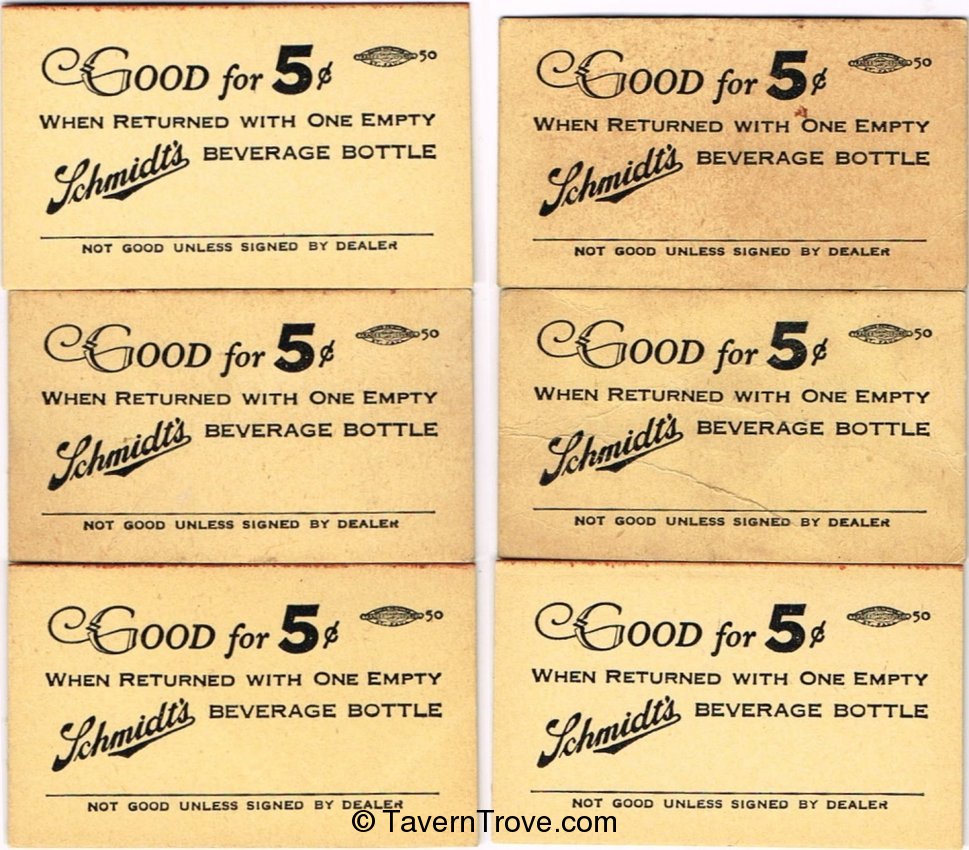 GOOD for 5¢ 50
WHEN RETURNED WITH ONE EMPTY
Schmidt's BEVERAGE BOTTLE
NOT GOOD UNLESS SIGNED BY DEALER
GOOD for 5¢ 50
WHEN RETURNED WITH ONE EMPTY
Schmidt's BEVERAGE BOTTLE
NOT GOOD UNLESS SIGNED BY DEALER
GOOD for 5¢ 50
WHEN RETURNED WITH ONE EMPTY
Schmidt's BEVERAGE BOTTLE
NOT GOOD UNLESS SIGNED BY DEALER
GOOD for 5¢ 50
WHEN RETURNED WITH ONE EMPTY
Schmidt's BEVERAGE BOTTLE
NOT GOOD UNLESS SIGNED BY DEALER
GOOD for 5¢ 50
WHEN RETURNED WITH ONE EMPTY
Schmidt's BEVERAGE BOTTLE
NOT GOOD UNLESS SIGNED BY DEALER
GOOD for 5¢ 50
WHEN RETURNED WITH ONE EMPTY
Schmidt's BEVERAGE BOTTLE
NOT GOOD UNLESS SIGNED BY DEALER
© TavernTrove.com